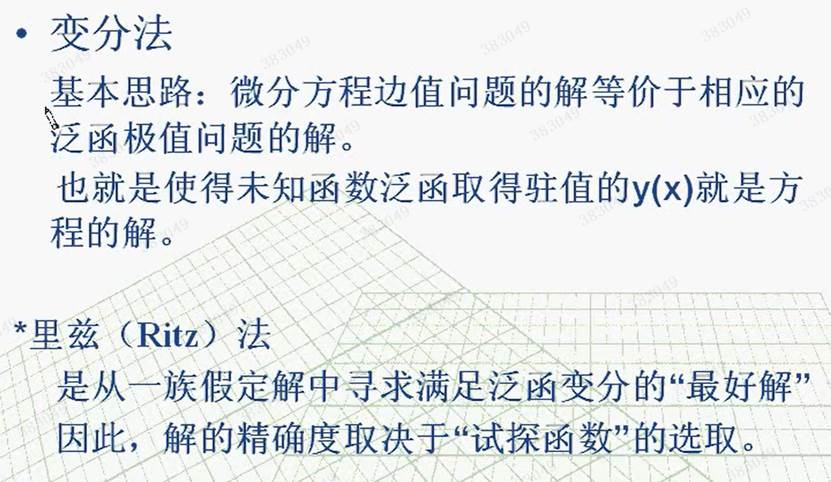 • 变分法
基本思路：微分方程边值问题的解等价于相应的
泛函极值问题的解。
也就是使得未知函数泛函取得驻值的y(x)就是方
程的解。
*里兹（Ritz）法
是从一族假定解中寻求满足泛函变分的“最好解”
因此，解的精确度取决于“试探函数”的选取。
383049